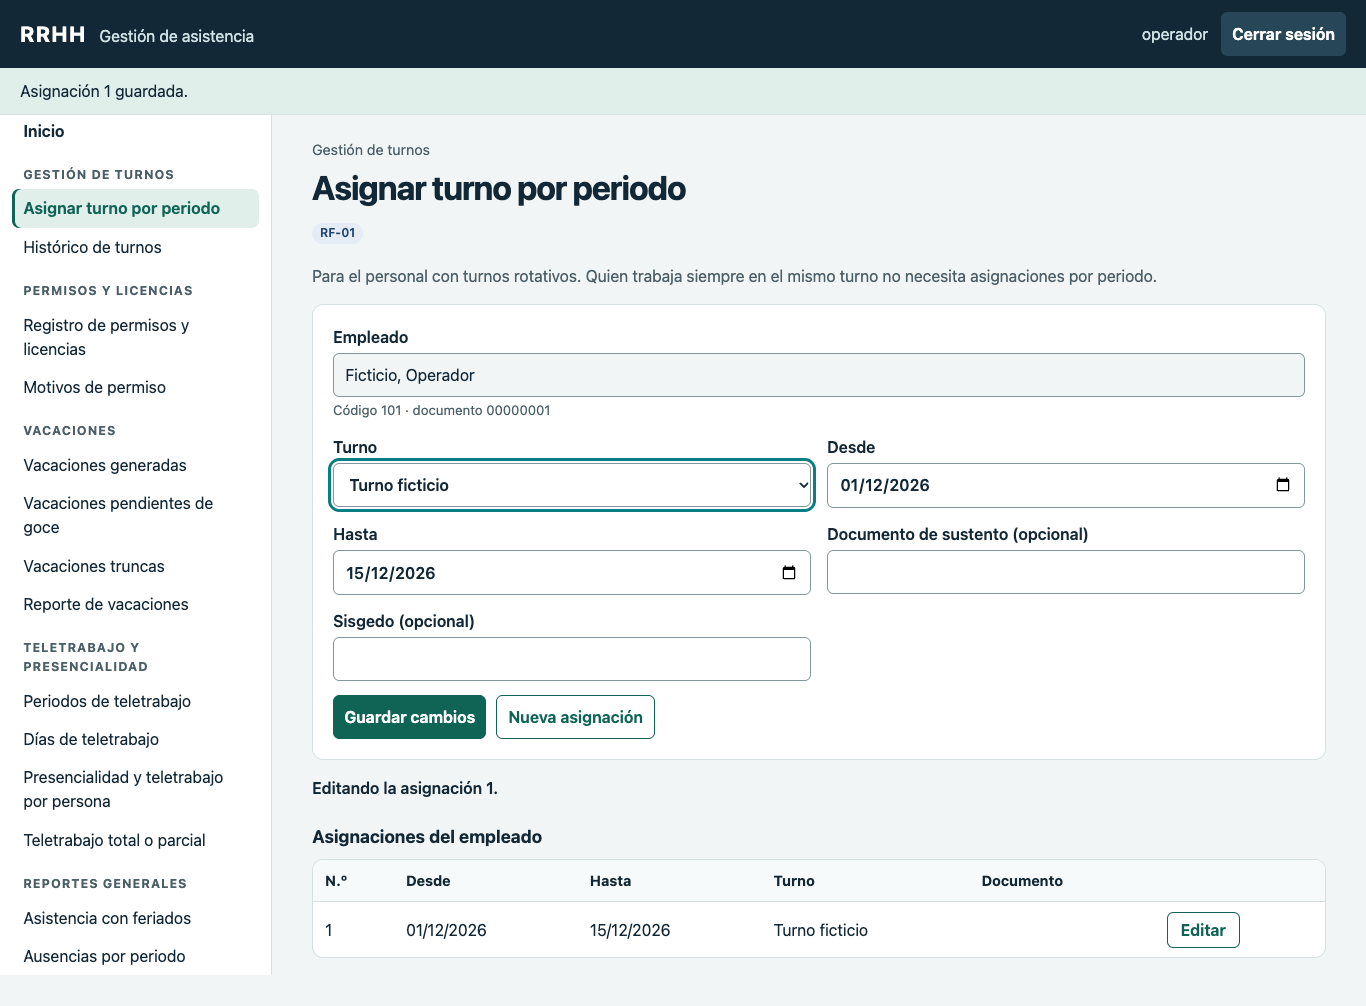 RRHH Gestión de asistencia
operador Cerrar sesión
Asignación 1 guardada.
Inicio
GESTIÓN DE TURNOS
Asignar turno por periodo
Histórico de turnos
PERMISOS Y LICENCIAS
Registro de permisos y
licencias
Motivos de permiso
VACACIONES
Vacaciones generadas
Vacaciones pendientes de
goce
Vacaciones truncas
Reporte de vacaciones
TELETRABAJO Y
PRESENCIALIDAD
Periodos de teletrabajo
Días de teletrabajo
Presencialidad y teletrabajo
por persona
Teletrabajo total o parcial
REPORTES GENERALES
Asistencia con feriados
Ausencias por periodo
Gestión de turnos
Asignar turno por periodo
RF-01
Para el personal con turnos rotativos. Quien trabaja siempre en el mismo turno no necesita asignaciones por periodo.
Empleado
Ficticio, Operador
Código 101 · documento 00000001
Turno Desde
Turno ficticio 01/12/2026
Hasta Documento de sustento (opcional)
15/12/2026
Sisgedo (opcional)
Guardar cambios Nueva asignación
Editando la asignación 1.
Asignaciones del empleado
N.º Desde Hasta Turno Documento
1 01/12/2026 15/12/2026 Turno ficticio Editar